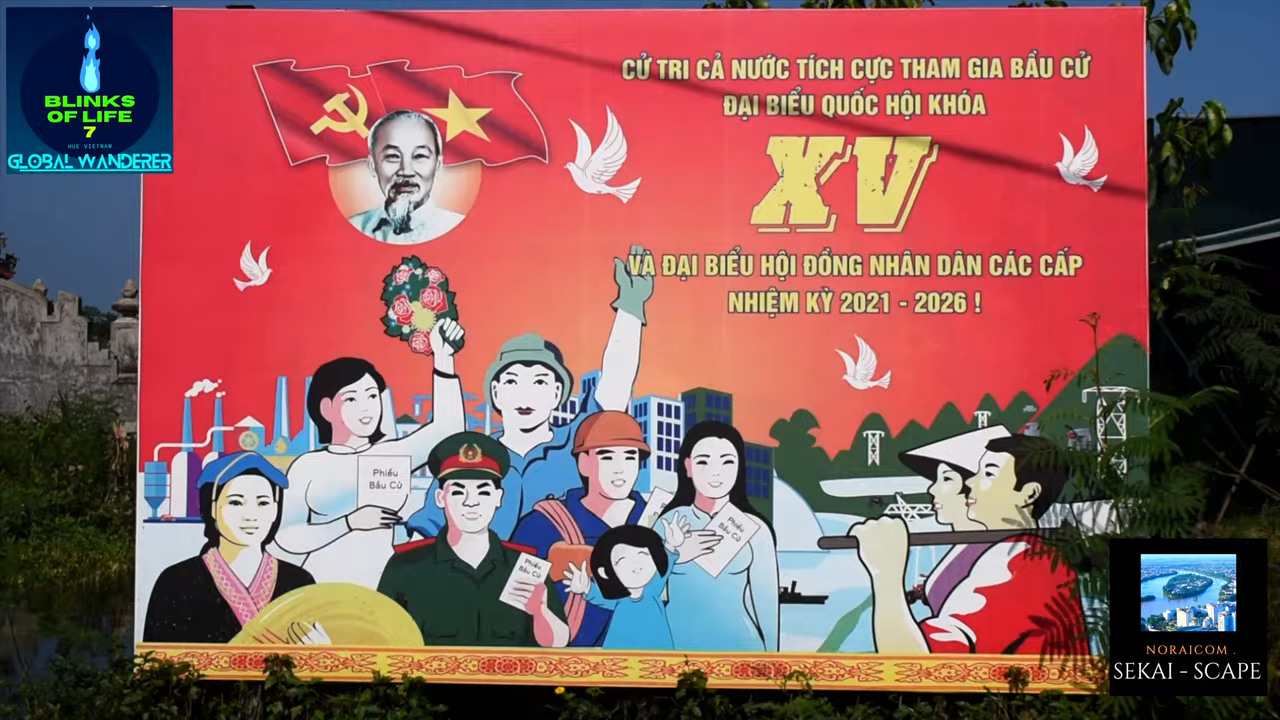 BLINKS
OF LIFE
7
HUE VIETNAM
GLOBAL WANDERER
CỬ TRI CẢ NƯỚC TÍCH CỰC THAM GIA BẦU CỬ
ĐẠI BIỂU QUỐC HỘI KHÓA
XV
VÀ ĐẠI BIỂU HỘI ĐỒNG NHÂN DÂN CÁC CẤP
NHIỆM KỲ 2021 - 2026 !
Phiếu
Bầu Cử
Phiếu
Bầu Cử
Phiếu
Bầu Cử
NORAICOM .
SEKAI - SCAPE